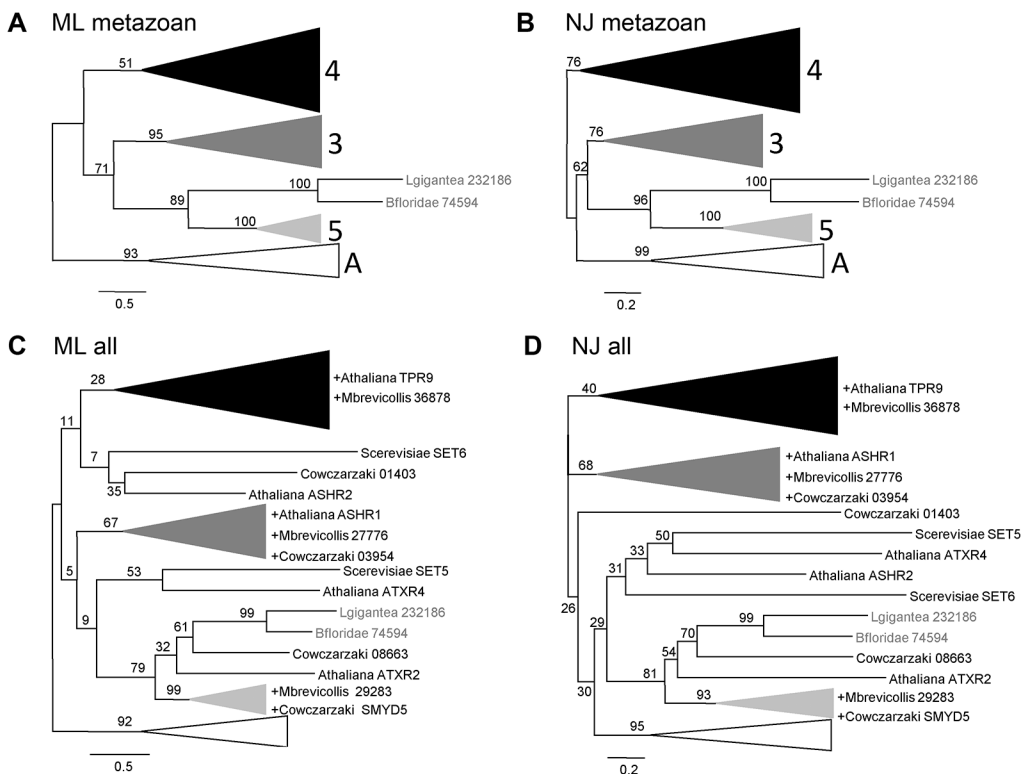 A ML metazoan
51
4
95
3
71
100
Lgigantea 232186
89
Bfloridae 74594
100
5
93
A
0.5
B NJ metazoan
76
4
76
3
62
100
Lgigantea 232186
96
Bfloridae 74594
100
5
99
A
0.2
C ML all
28
+Athaliana TPR9
+Mbrevicollis 36878
11
7
Scerevisiae SET6
Cowczarzaki 01403
35
Athaliana ASHR2
67
+Athaliana ASHR1
+Mbrevicollis 27776
+Cowczarzaki 03954
5
53
Scerevisiae SET5
Athaliana ATXR4
9
99
Lgigantea 232186
61
Bfloridae 74594
32
Cowczarzaki 08663
79
Athaliana ATXR2
99
+Mbrevicollis 29283
+Cowczarzaki SMYD5
92
0.5
D NJ all
40
+Athaliana TPR9
+Mbrevicollis 36878
68
+Athaliana ASHR1
+Mbrevicollis 27776
+Cowczarzaki 03954
Cowczarzaki 01403
50
Scerevisiae SET5
33
Athaliana ATXR4
31
Athaliana ASHR2
Scerevisiae SET6
26
29
99
Lgigantea 232186
70
Bfloridae 74594
54
Cowczarzaki 08663
81
Athaliana ATXR2
30
93
+Mbrevicollis 29283
+Cowczarzaki SMYD5
95
0.2